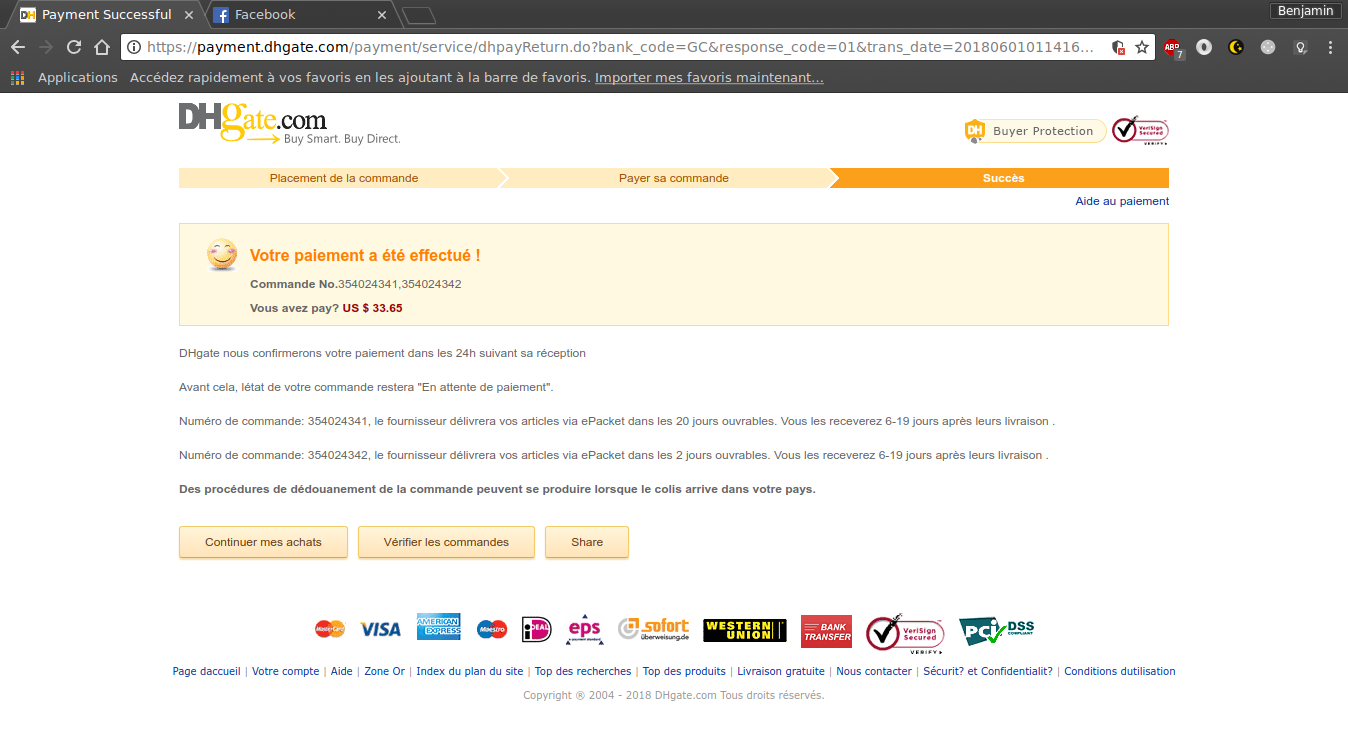 Payment Successful
Facebook
Benjamin
https://payment.dhgate.com/payment/service/dhpayReturn.do?bank_code=GC&response_code=01&trans_date=20180601011416…
ABP
7
Applications
Accédez rapidement à vos favoris en les ajoutant à la barre de favoris. Importer mes favoris maintenant…
DHgate.com
Buy Smart. Buy Direct.
DH Buyer Protection
VeriSign Secured
VERIFY
Placement de la commande
Payer sa commande
Succès
Aide au paiement
Votre paiement a été effectué !
Commande No.354024341,354024342
Vous avez pay? US $ 33.65
DHgate nous confirmerons votre paiement dans les 24h suivant sa réception
Avant cela, létat de votre commande restera "En attente de paiement".
Numéro de commande: 354024341, le fournisseur délivrera vos articles via ePacket dans les 20 jours ouvrables. Vous les receverez 6-19 jours après leurs livraison .
Numéro de commande: 354024342, le fournisseur délivrera vos articles via ePacket dans les 2 jours ouvrables. Vous les receverez 6-19 jours après leurs livraison .
Des procédures de dédouanement de la commande peuvent se produire lorsque le colis arrive dans votre pays.
Continuer mes achats
Vérifier les commandes
Share
MasterCard
VISA
AMERICAN EXPRESS
Maestro
iDEAL
eps
e-payment standard
sofort überweisung.de
WESTERN UNION
BANK TRANSFER
VeriSign Secured
VERIFY
PCI DSS COMPLIANT
Page daccueil | Votre compte | Aide | Zone Or | Index du plan du site | Top des recherches | Top des produits | Livraison gratuite | Nous contacter | Sécurit? et Confidentialit? | Conditions dutilisation
Copyright ® 2004 - 2018 DHgate.com Tous droits réservés.